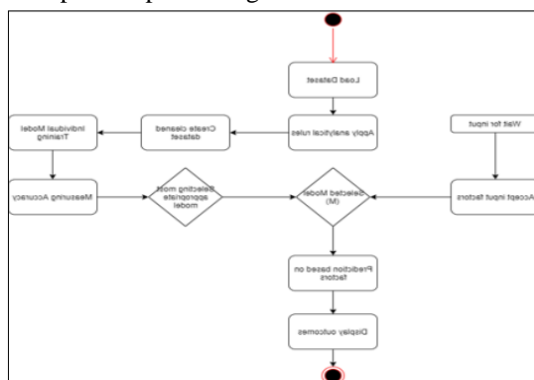 Load Dataset
Apply analytical rules
Create cleaned
dataset
Individual Model
Training
Wait for input
Measuring Accuracy
Selecting most
appropriate
model
Selected Model
(M)
Accept input factors
Prediction based on
factors
Display outcomes